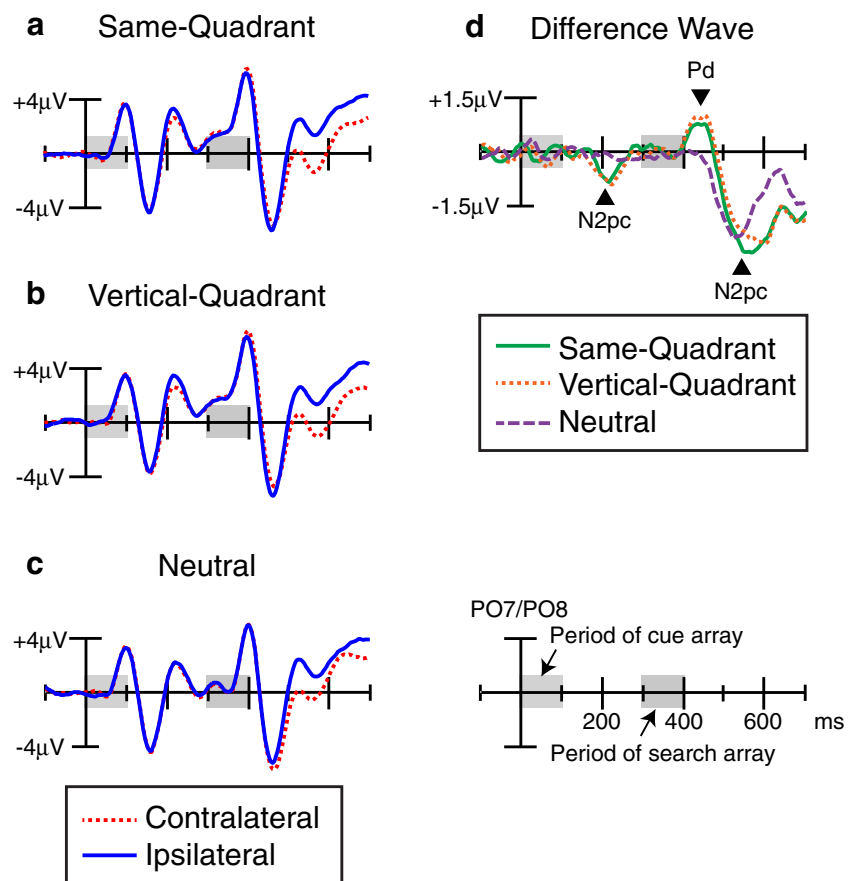 a Same-Quadrant
+4µV
-4µV
b Vertical-Quadrant
+4µV
-4µV
c Neutral
+4µV
-4µV
Contralateral
Ipsilateral
d Difference Wave
Pd
+1.5µV
-1.5µV
N2pc
N2pc
Same-Quadrant
Vertical-Quadrant
Neutral
PO7/PO8
Period of cue array
200 400 600 ms
Period of search array